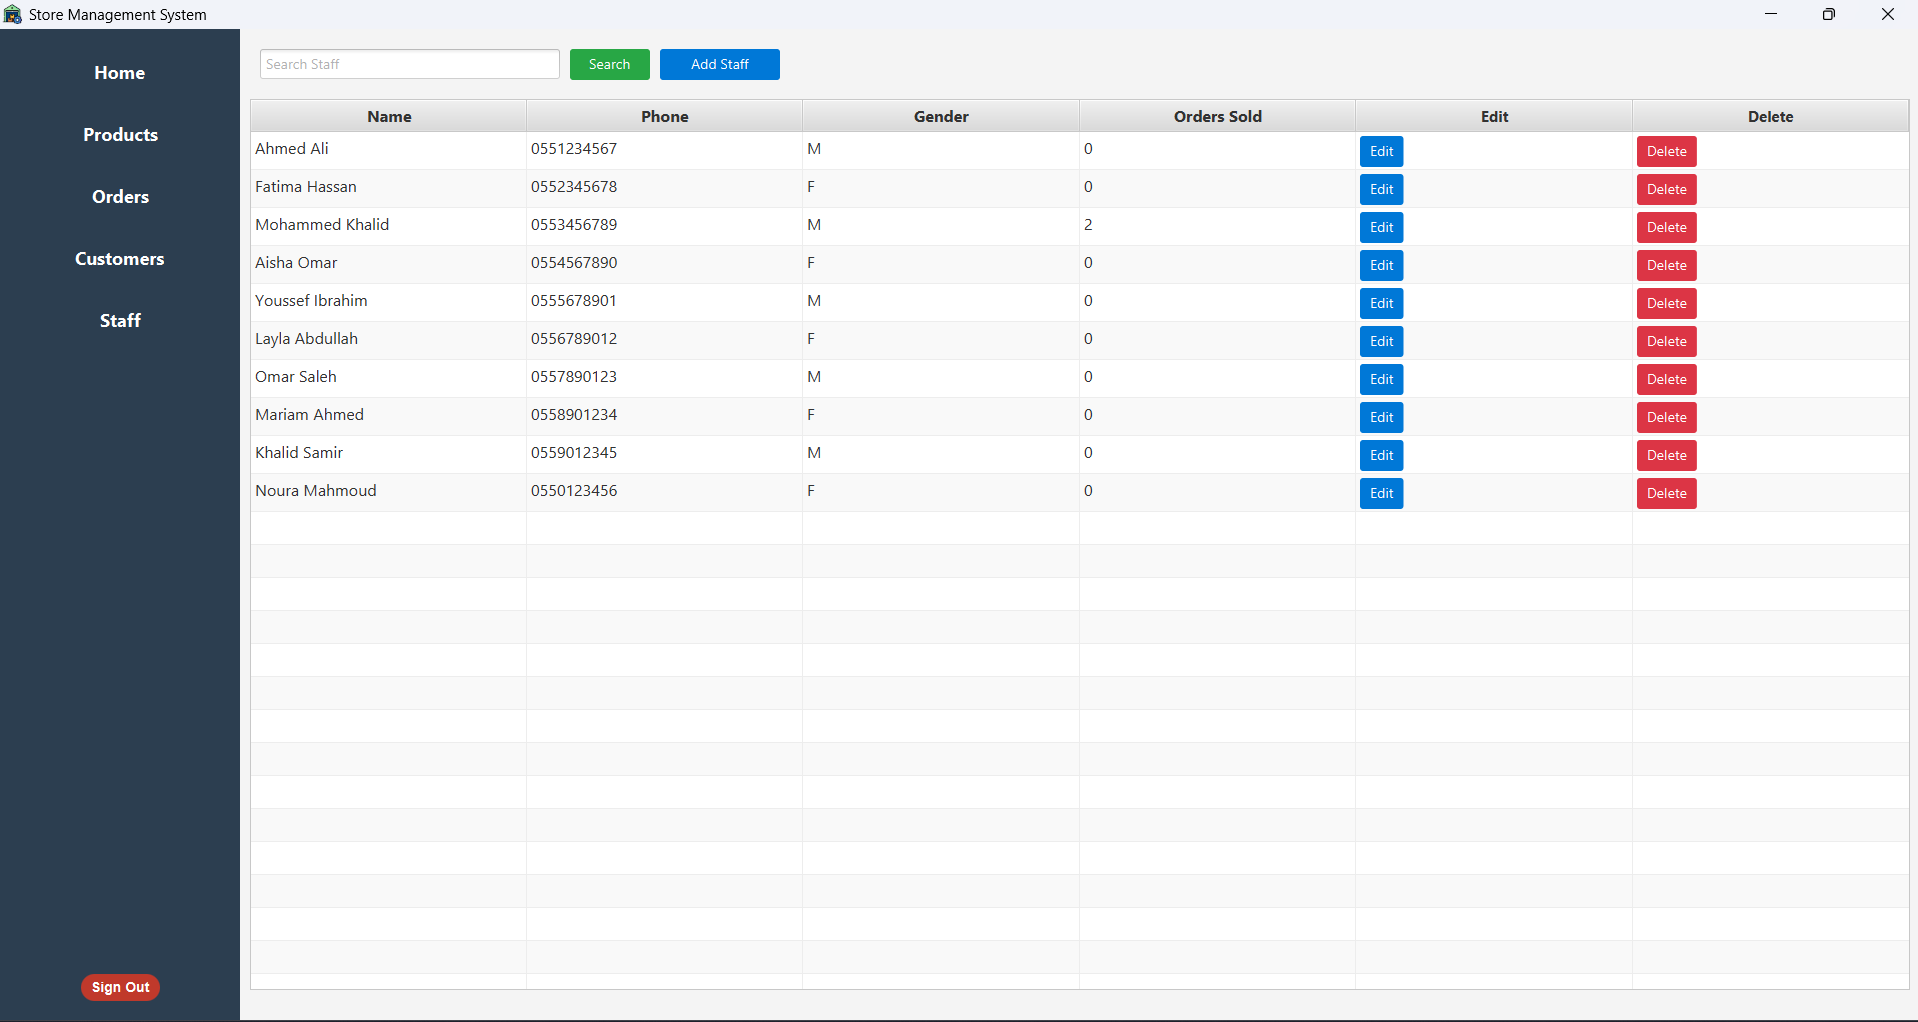 Store Management System
Home
Products
Orders
Customers
Staff
Sign Out
Search Staff Search Add Staff
Name Phone Gender Orders Sold Edit Delete
Ahmed Ali 0551234567 M 0 Edit Delete
Fatima Hassan 0552345678 F 0 Edit Delete
Mohammed Khalid 0553456789 M 2 Edit Delete
Aisha Omar 0554567890 F 0 Edit Delete
Youssef Ibrahim 0555678901 M 0 Edit Delete
Layla Abdullah 0556789012 F 0 Edit Delete
Omar Saleh 0557890123 M 0 Edit Delete
Mariam Ahmed 0558901234 F 0 Edit Delete
Khalid Samir 0559012345 M 0 Edit Delete
Noura Mahmoud 0550123456 F 0 Edit Delete